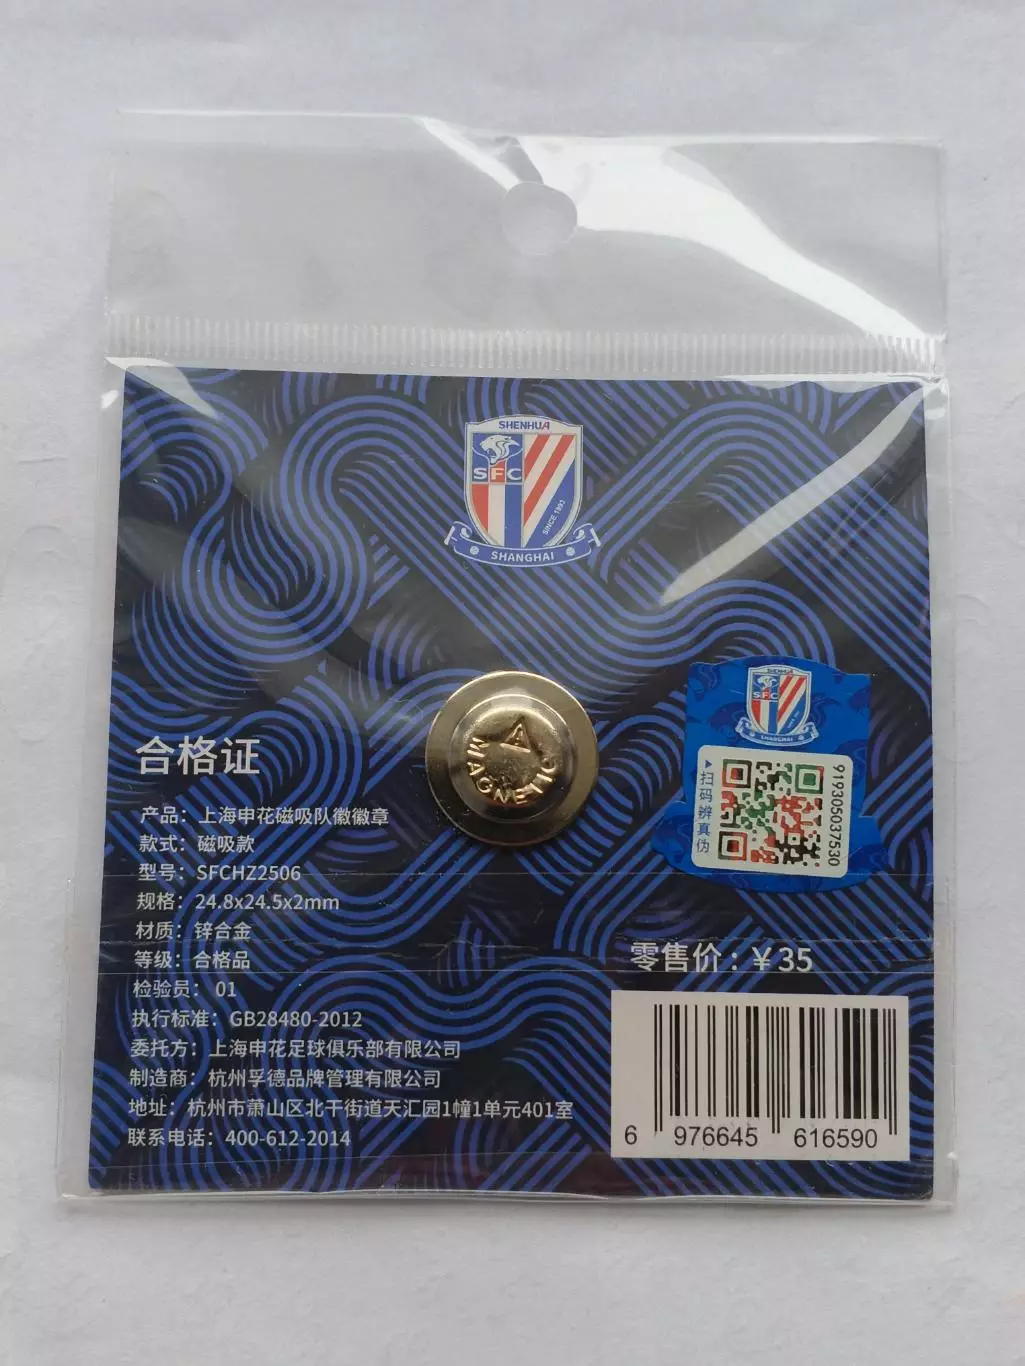 SHENHUA
SFC
SINCE 1993
SHANGHAI
A
MAGNETIC
SHENHUA
SFC
SHANGHAI
扫码辨真伪
919305037530
合格证
产品：上海申花磁吸队徽徽章
款式：磁吸款
型号：SFCHZ2506
规格：24.8x24.5x2mm
材质：锌合金
等级：合格品
检验员：01
执行标准：GB28480-2012
委托方：上海申花足球俱乐部有限公司
制造商：杭州孚德品牌管理有限公司
地址：杭州市萧山区北干街道天汇园1幢1单元401室
联系电话：400-612-2014
零售价：￥35
6 976645 616590